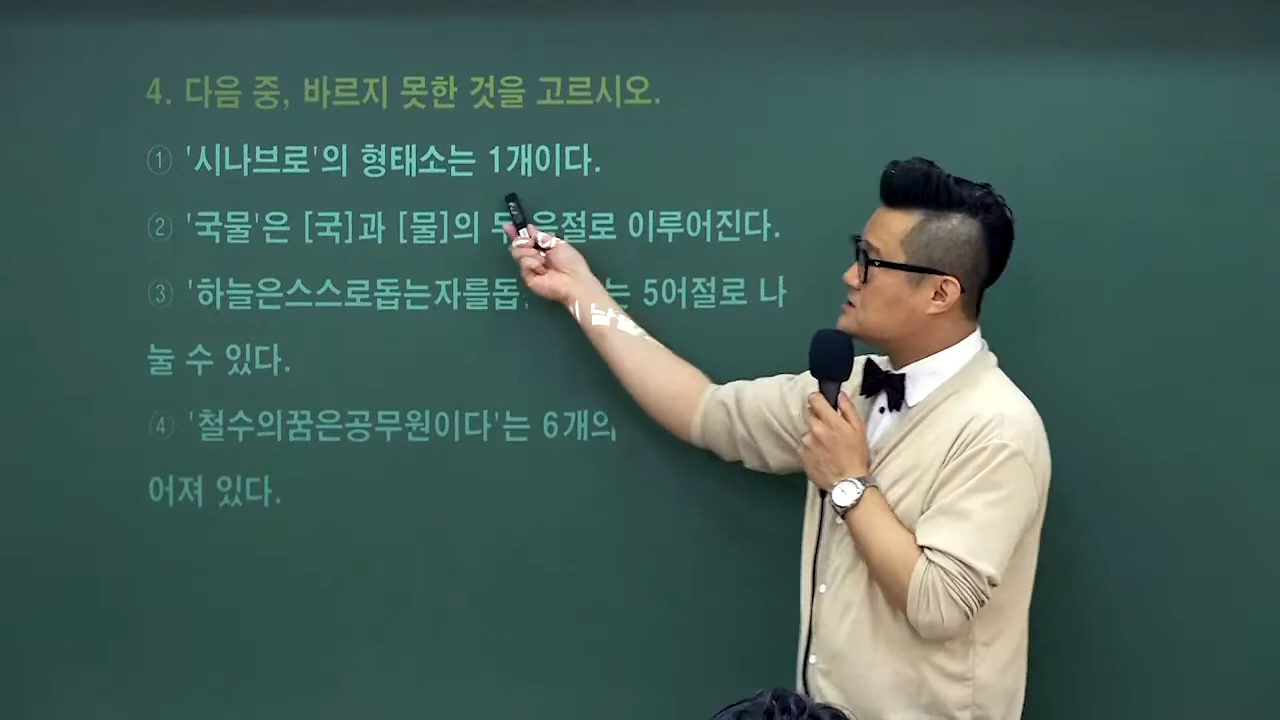 4. 다음 중, 바르지 못한 것을 고르시오.
① '시나브로'의 형태소는 1개이다.
② '국물'은 [국]과 [물]의 두 음절로 이루어진다.
③ '하늘은스스로돕는자를돕 는 5어절로 나
눌 수 있다.
④ '철수의꿈은공무원이다'는 6개의
어져 있다.